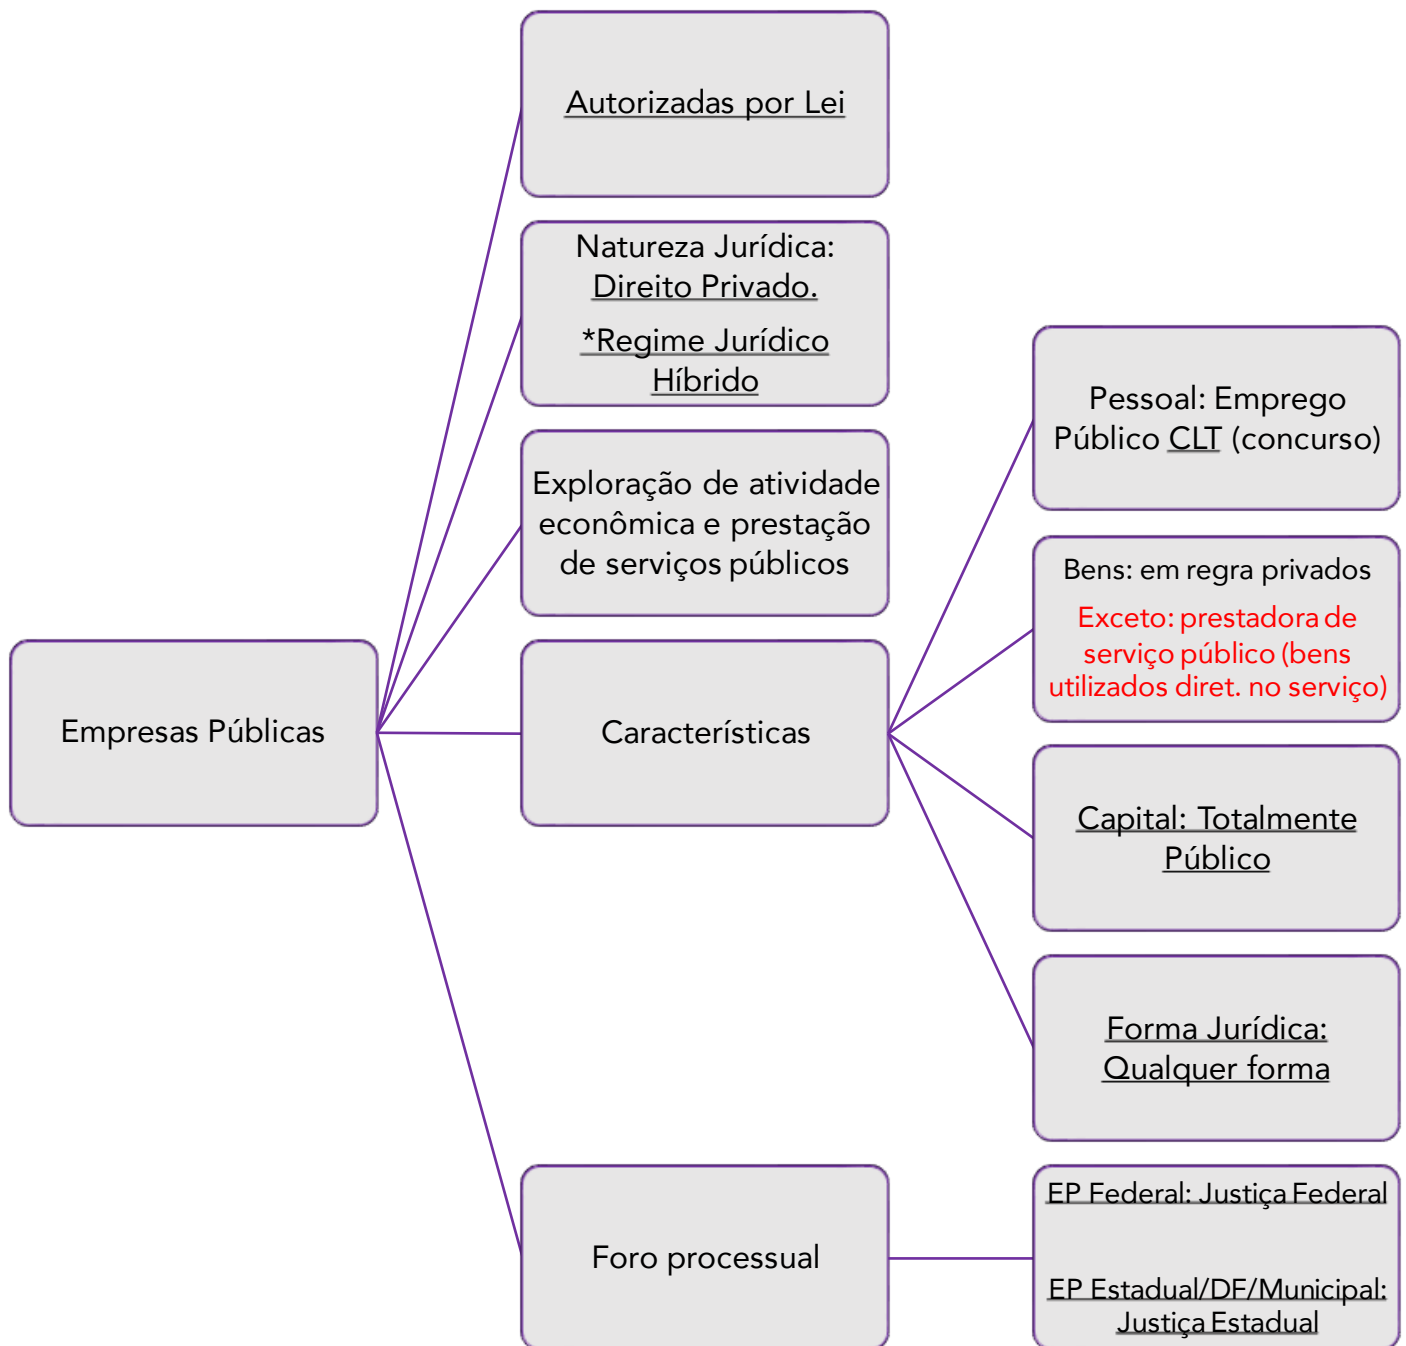 Empresas Públicas
Autorizadas por Lei
Natureza Jurídica:
Direito Privado.
*Regime Jurídico
Híbrido
Exploração de atividade
econômica e prestação
de serviços públicos
Características
Pessoal: Emprego
Público CLT (concurso)
Bens: em regra privados
Exceto: prestadora de
serviço público (bens
utilizados diret. no serviço)
Capital: Totalmente
Público
Forma Jurídica:
Qualquer forma
Foro processual
EP Federal: Justiça Federal
EP Estadual/DF/Municipal:
Justiça Estadual